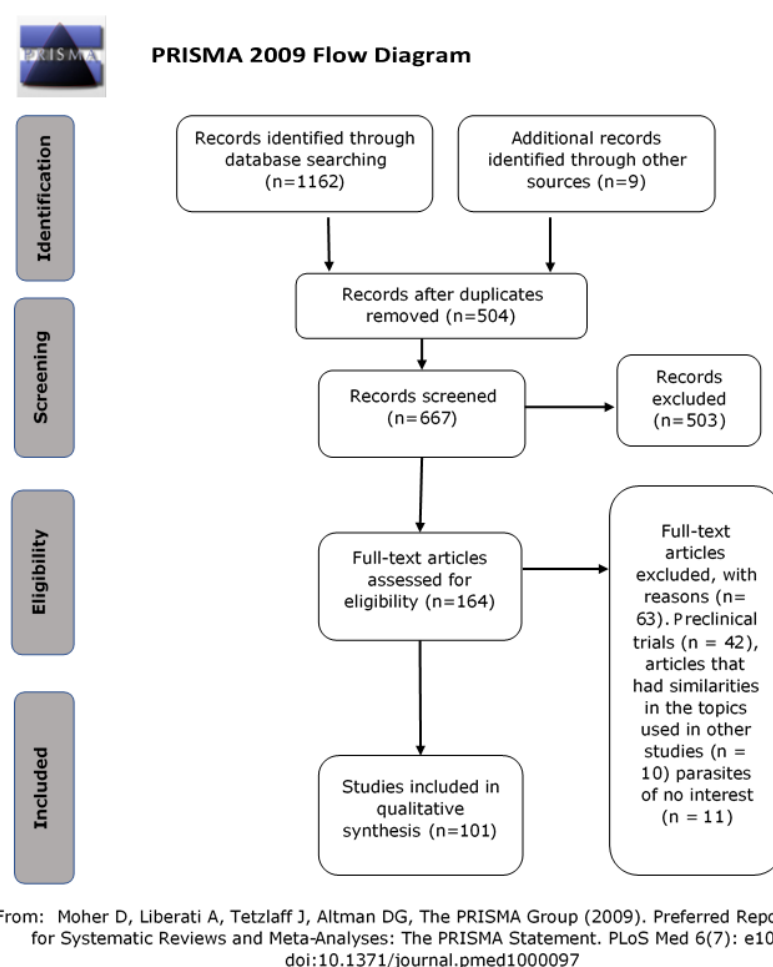 PRISMA
PRISMA 2009 Flow Diagram
Identification
Records identified through
database searching
(n=1162)
Additional records
identified through other
sources (n=9)
Records after duplicates
removed (n=504)
Screening
Records screened
(n=667)
Records
excluded
(n=503)
Eligibility
Full-text articles
assessed for
eligibility (n=164)
Full-text
articles
excluded, with
reasons (n=
63). Preclinical
trials (n = 42),
articles that
had similarities
in the topics
used in other
studies (n =
10) parasites
of no interest
(n = 11)
Included
Studies included in
qualitative
synthesis (n=101)
From: Moher D, Liberati A, Tetzlaff J, Altman DG, The PRISMA Group (2009). Preferred Repo
for Systematic Reviews and Meta-Analyses: The PRISMA Statement. PLoS Med 6(7): e10
doi:10.1371/journal.pmed1000097